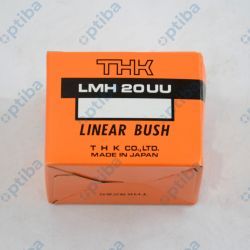 THK
LMH 20UU
LINEAR BUSH
T H K CO., LTD.
MADE IN JAPAN
optiba